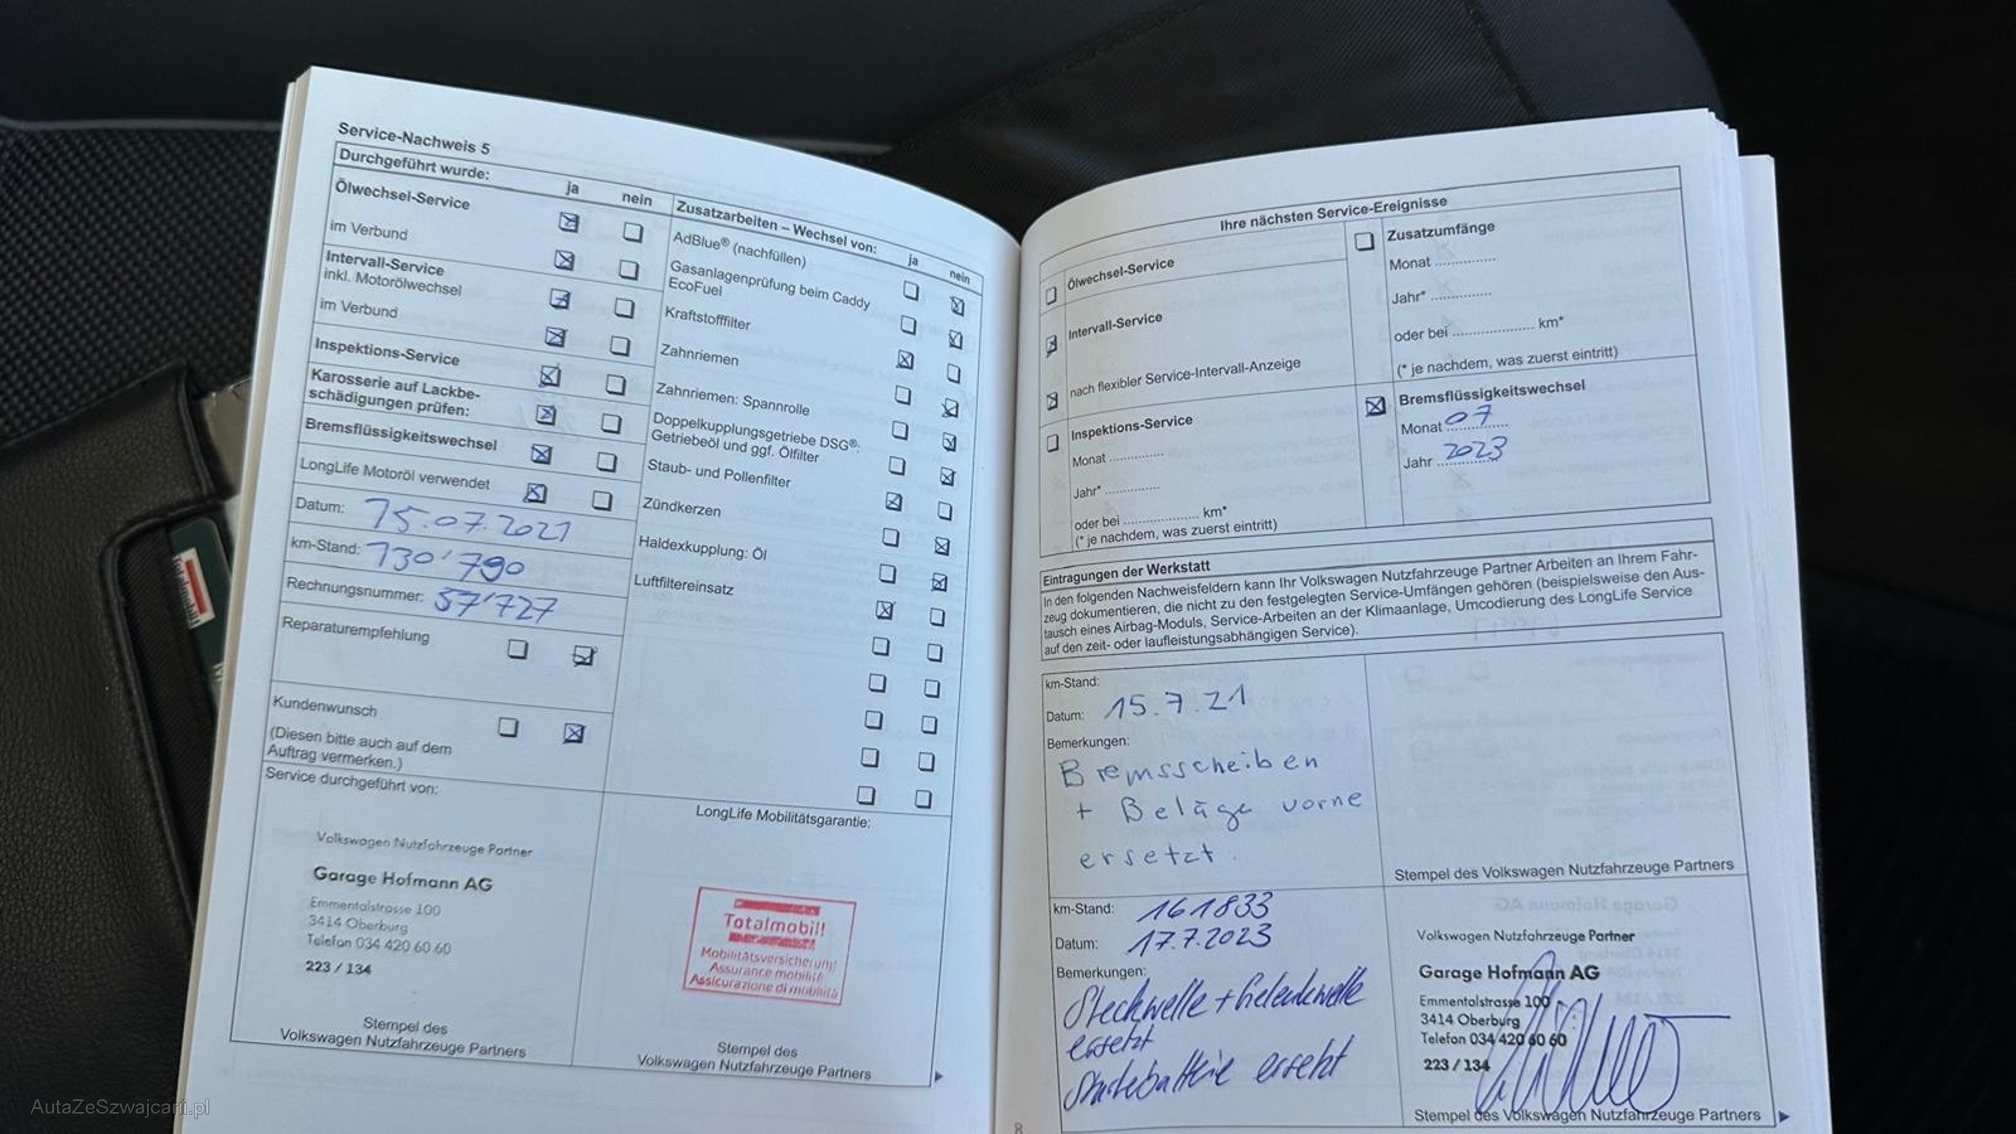 Service-Nachweis 5
Durchgeführt wurde:
ja
nein
Ölwechsel-Service
im Verbund
Intervall-Service
inkl. Motorölwechsel
im Verbund
Inspektions-Service
Karosserie auf Lackbe-
schädigungen prüfen:
Bremsflüssigkeitswechsel
LongLife Motoröl verwendet
Datum: 15.07.2021
km-Stand: 130'790
Rechnungsnummer: 57'727
Reparaturempfehlung
Kundenwunsch
(Diesen bitte auch auf dem
Auftrag vermerken.)
Service durchgeführt von:
Volkswagen Nutzfahrzeuge Partner
Garage Hofmann AG
Emmentalstrasse 100
3414 Oberburg
Telefon 034 420 60 60
223 / 134
Stempel des
Volkswagen Nutzfahrzeuge Partners
Zusatzarbeiten – Wechsel von:
ja
nein
AdBlue® (nachfüllen)
Gasanlagenprüfung beim Caddy
EcoFuel
Kraftstofffilter
Zahnriemen
Zahnriemen: Spannrolle
Doppelkupplungsgetriebe DSG®:
Getriebeöl und ggf. Ölfilter
Staub- und Pollenfilter
Zündkerzen
Haldexkupplung: Öl
Luftfiltereinsatz
LongLife Mobilitätsgarantie:
Totalmobil!
Mobilitätsversicherung
Assurance mobilité
Assicurazione di mobilità
Stempel des
Volkswagen Nutzfahrzeuge Partners
Ihre nächsten Service-Ereignisse
Ölwechsel-Service
Intervall-Service
nach flexibler Service-Intervall-Anzeige
Inspektions-Service
Monat ..............
Jahr* ..............
oder bei ................... km*
(* je nachdem, was zuerst eintritt)
Zusatzumfänge
Monat ..............
Jahr* ..............
oder bei ................... km*
(* je nachdem, was zuerst eintritt)
Bremsflüssigkeitswechsel
Monat 07
Jahr 2023
Eintragungen der Werkstatt
In den folgenden Nachweisfeldern kann Ihr Volkswagen Nutzfahrzeuge Partner Arbeiten an Ihrem Fahr-
zeug dokumentieren, die nicht zu den festgelegten Service-Umfängen gehören (beispielsweise den Aus-
tausch eines Airbag-Moduls, Service-Arbeiten an der Klimaanlage, Umcodierung des LongLife Service
auf den zeit- oder laufleistungsabhängigen Service).
km-Stand:
Datum: 15.7.21
Bemerkungen:
Bremsscheiben
+ Beläge vorne
ersetzt.
Stempel des Volkswagen Nutzfahrzeuge Partners
km-Stand: 161833
Datum: 17.7.2023
Bemerkungen:
Steckwelle + Gelenkwelle
ersetzt
Starterbatterie ersetzt
Volkswagen Nutzfahrzeuge Partner
Garage Hofmann AG
Emmentalstrasse 100
3414 Oberburg
Telefon 034 420 60 60
223 / 134
Stempel des Volkswagen Nutzfahrzeuge Partners
8
AutaZeSzwajcarii.pl